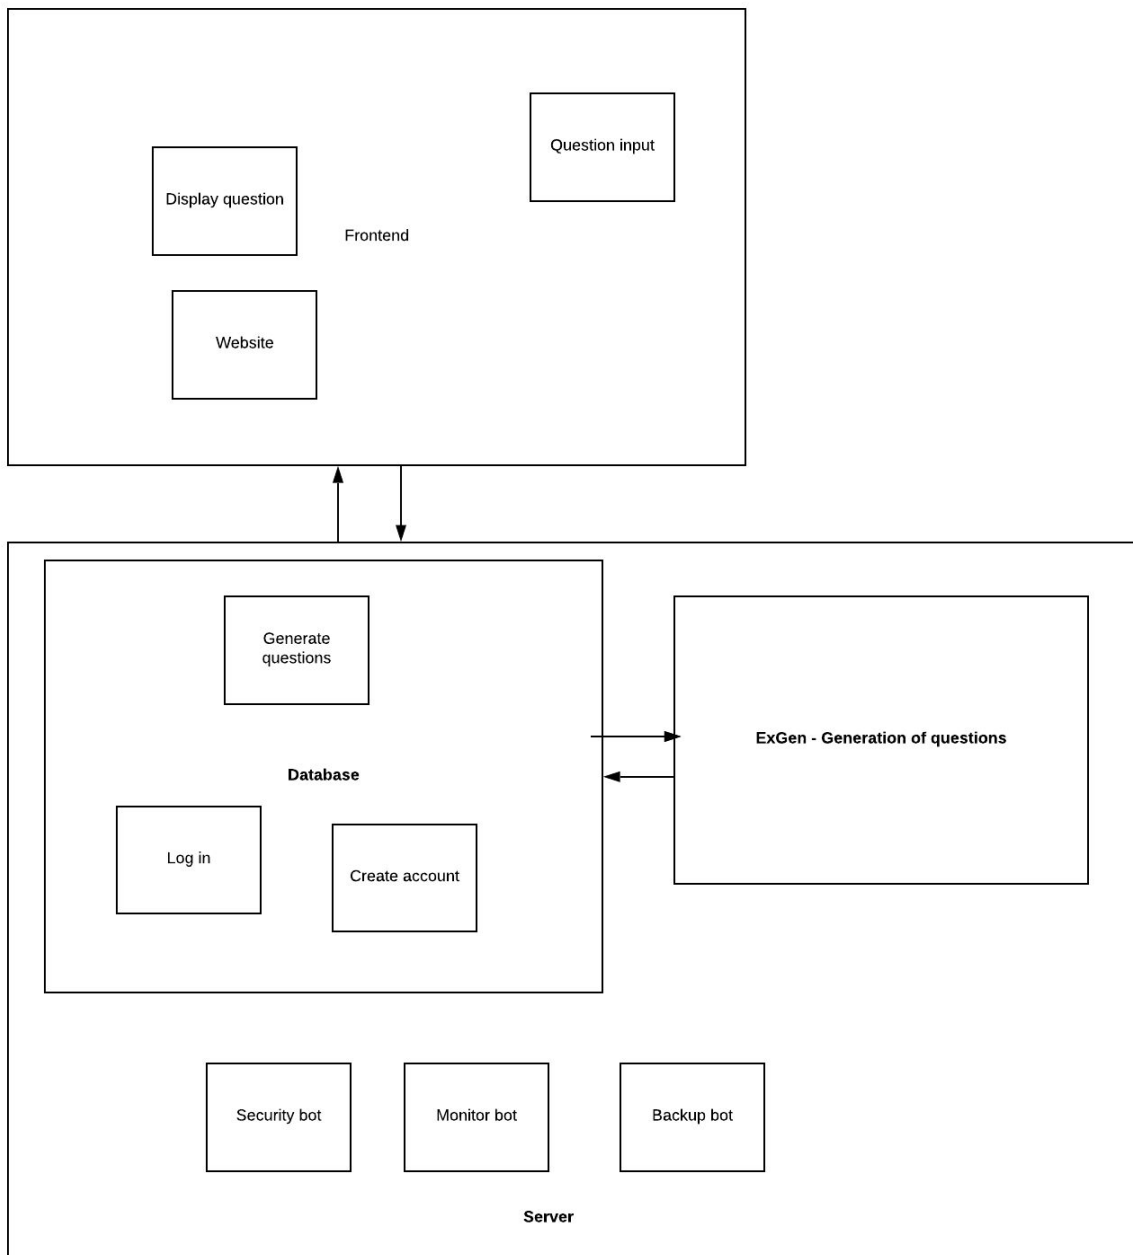 Question input
Display question
Frontend
Website
Generate
questions
ExGen - Generation of questions
Database
Log in
Create account
Security bot
Monitor bot
Backup bot
Server